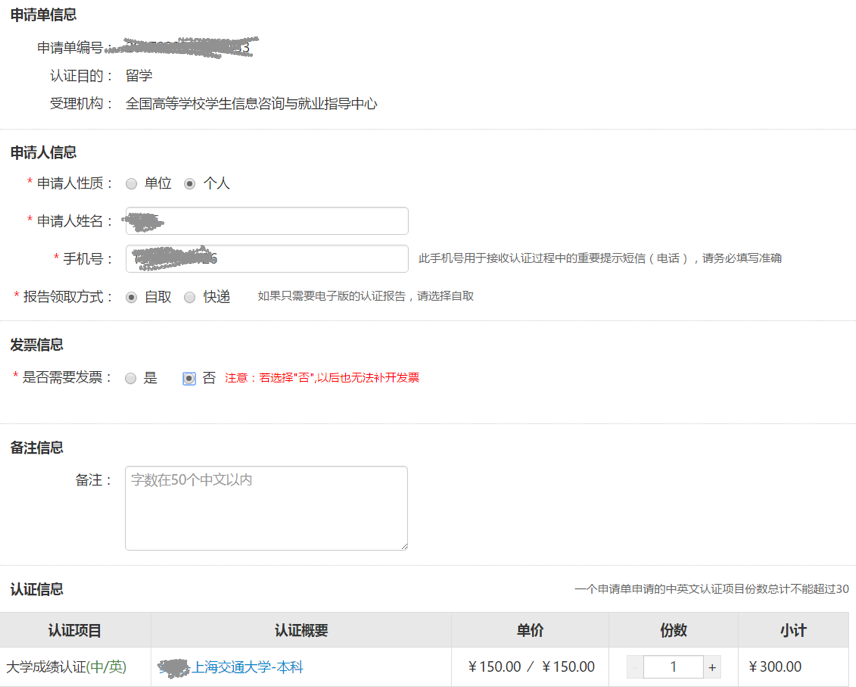 申请单信息
申请单编号：
认证目的： 留学
受理机构： 全国高等学校学生信息咨询与就业指导中心
申请人信息
* 申请人性质： 单位 个人
* 申请人姓名：
* 手机号： 此手机号用于接收认证过程中的重要提示短信（电话），请务必填写准确
* 报告领取方式： 自取 快递 如果只需要电子版的认证报告，请选择自取
发票信息
* 是否需要发票： 是 否 注意：若选择"否",以后也无法补开发票
备注信息
备注： 字数在50个中文以内
认证信息 一个申请单申请的中英文认证项目份数总计不能超过30
认证项目 认证概要 单价 份数 小计
大学成绩认证(中/英) 上海交通大学-本科 ￥150.00 / ￥150.00 - 1 + ￥300.00